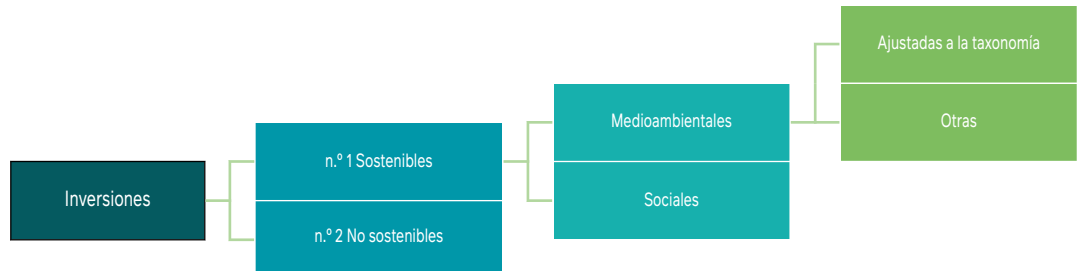 Inversiones
n.º 1 Sostenibles
n.º 2 No sostenibles
Medioambientales
Sociales
Ajustadas a la taxonomía
Otras